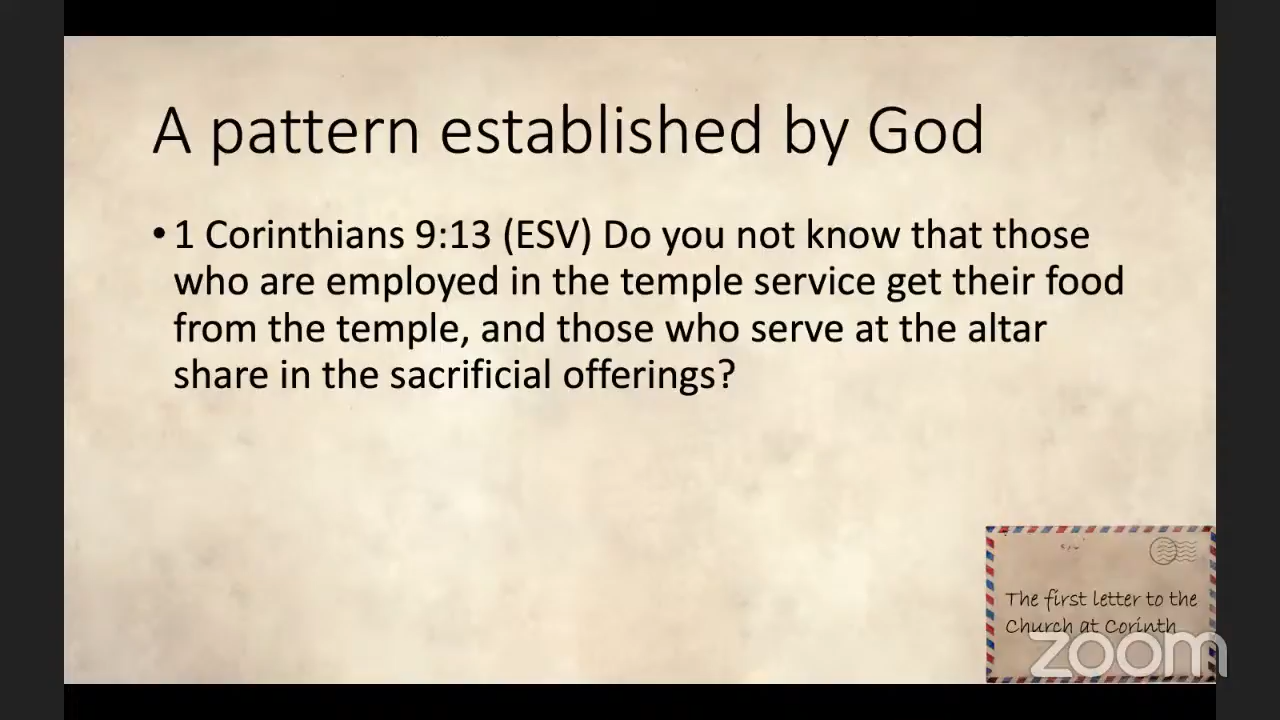 A pattern established by God
• 1 Corinthians 9:13 (ESV) Do you not know that those
who are employed in the temple service get their food
from the temple, and those who serve at the altar
share in the sacrificial offerings?
The first letter to the
Church at Corinth
zoom